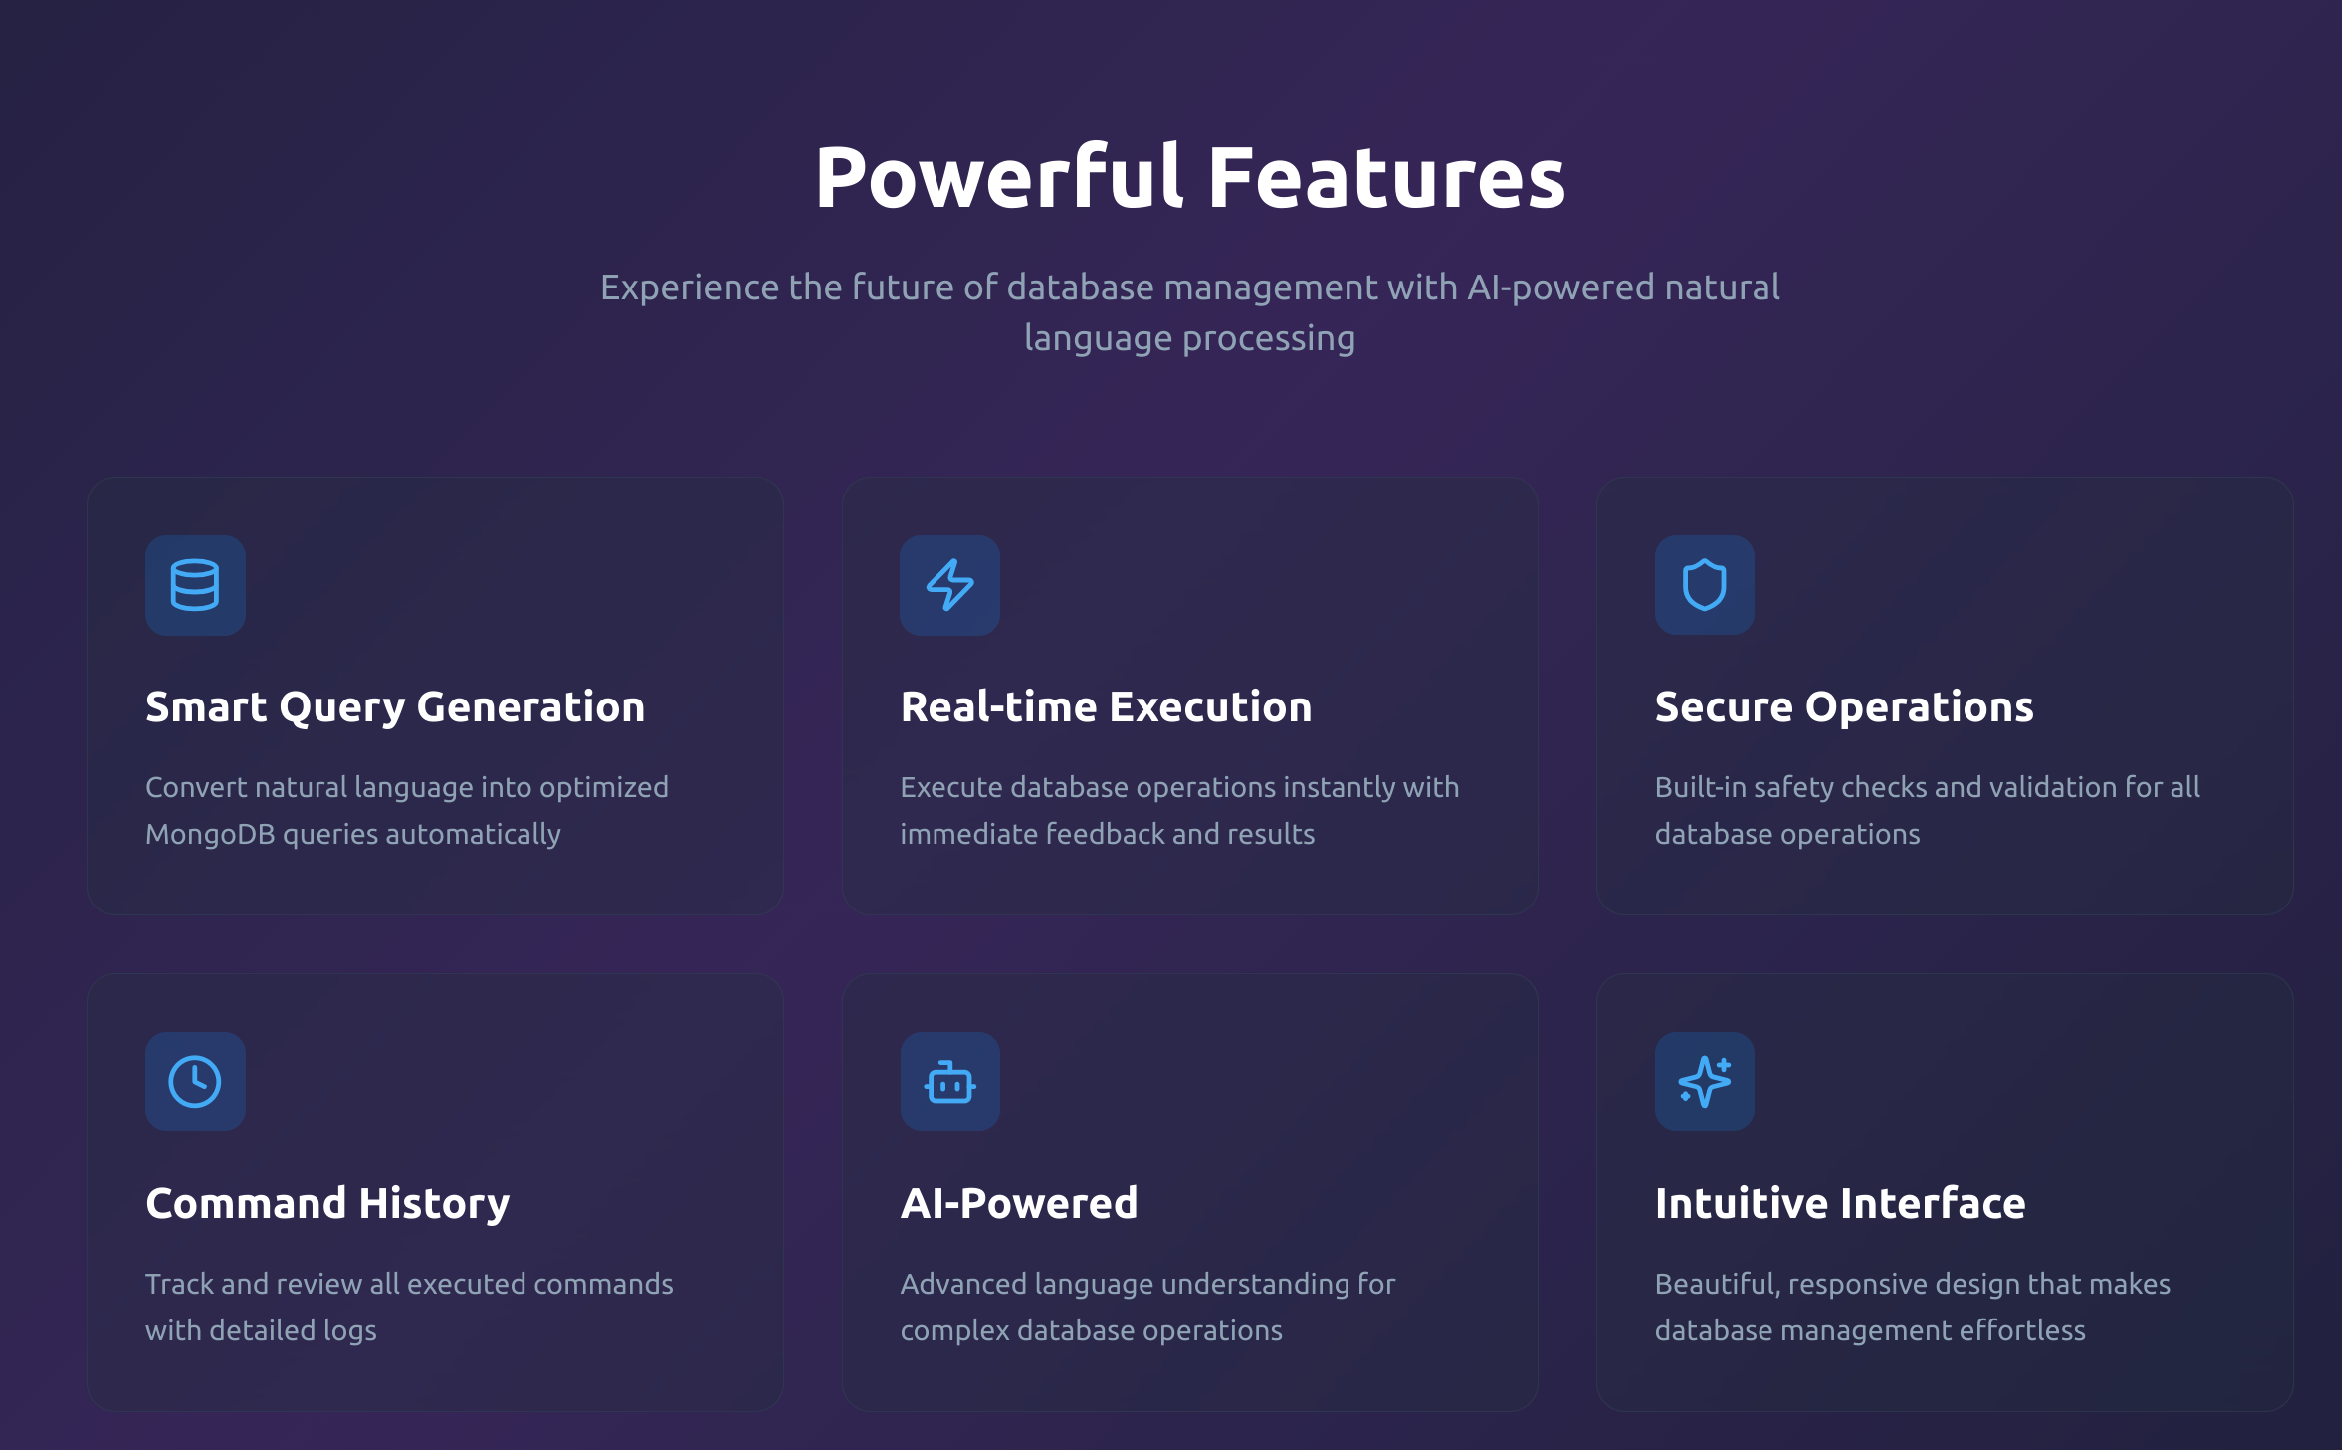 Powerful Features
Experience the future of database management with AI-powered natural
language processing
Smart Query Generation
Convert natural language into optimized
MongoDB queries automatically
Real-time Execution
Execute database operations instantly with
immediate feedback and results
Secure Operations
Built-in safety checks and validation for all
database operations
Command History
Track and review all executed commands
with detailed logs
AI-Powered
Advanced language understanding for
complex database operations
Intuitive Interface
Beautiful, responsive design that makes
database management effortless